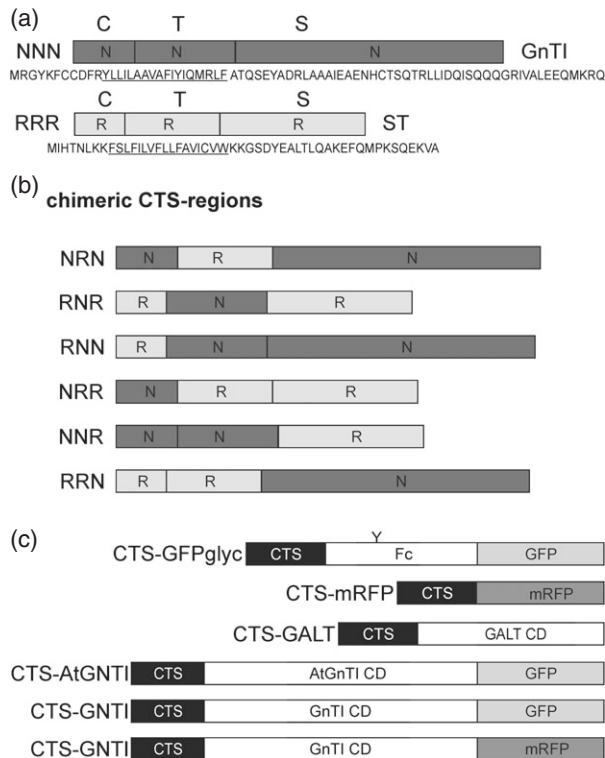 (a)
C T S
NNN N N N GnTI
MRGYKFCCDFRYLLILAAVAFIYIQMRLFATQSEYADRLAAAIEAENHCTSQTRLLIDQISQQQGRIVALEEQMKRQ
C T S
RRR R R R ST
MIHTNLKKFSLFILVFLLFAVICVWKKGSDYEALTLQAKEFQMPKSQEKVA
(b)
chimeric CTS-regions
NRN N R N
RNR R N R
RNN R N N
NRR N R R
NNR N N R
RRN R R N
(c)
Y
CTS-GFPglyc CTS Fc GFP
CTS-mRFP CTS mRFP
CTS-GALT CTS GALT CD
CTS-AtGNTI CTS AtGnTI CD GFP
CTS-GNTI CTS GnTI CD GFP
CTS-GNTI CTS GnTI CD mRFP